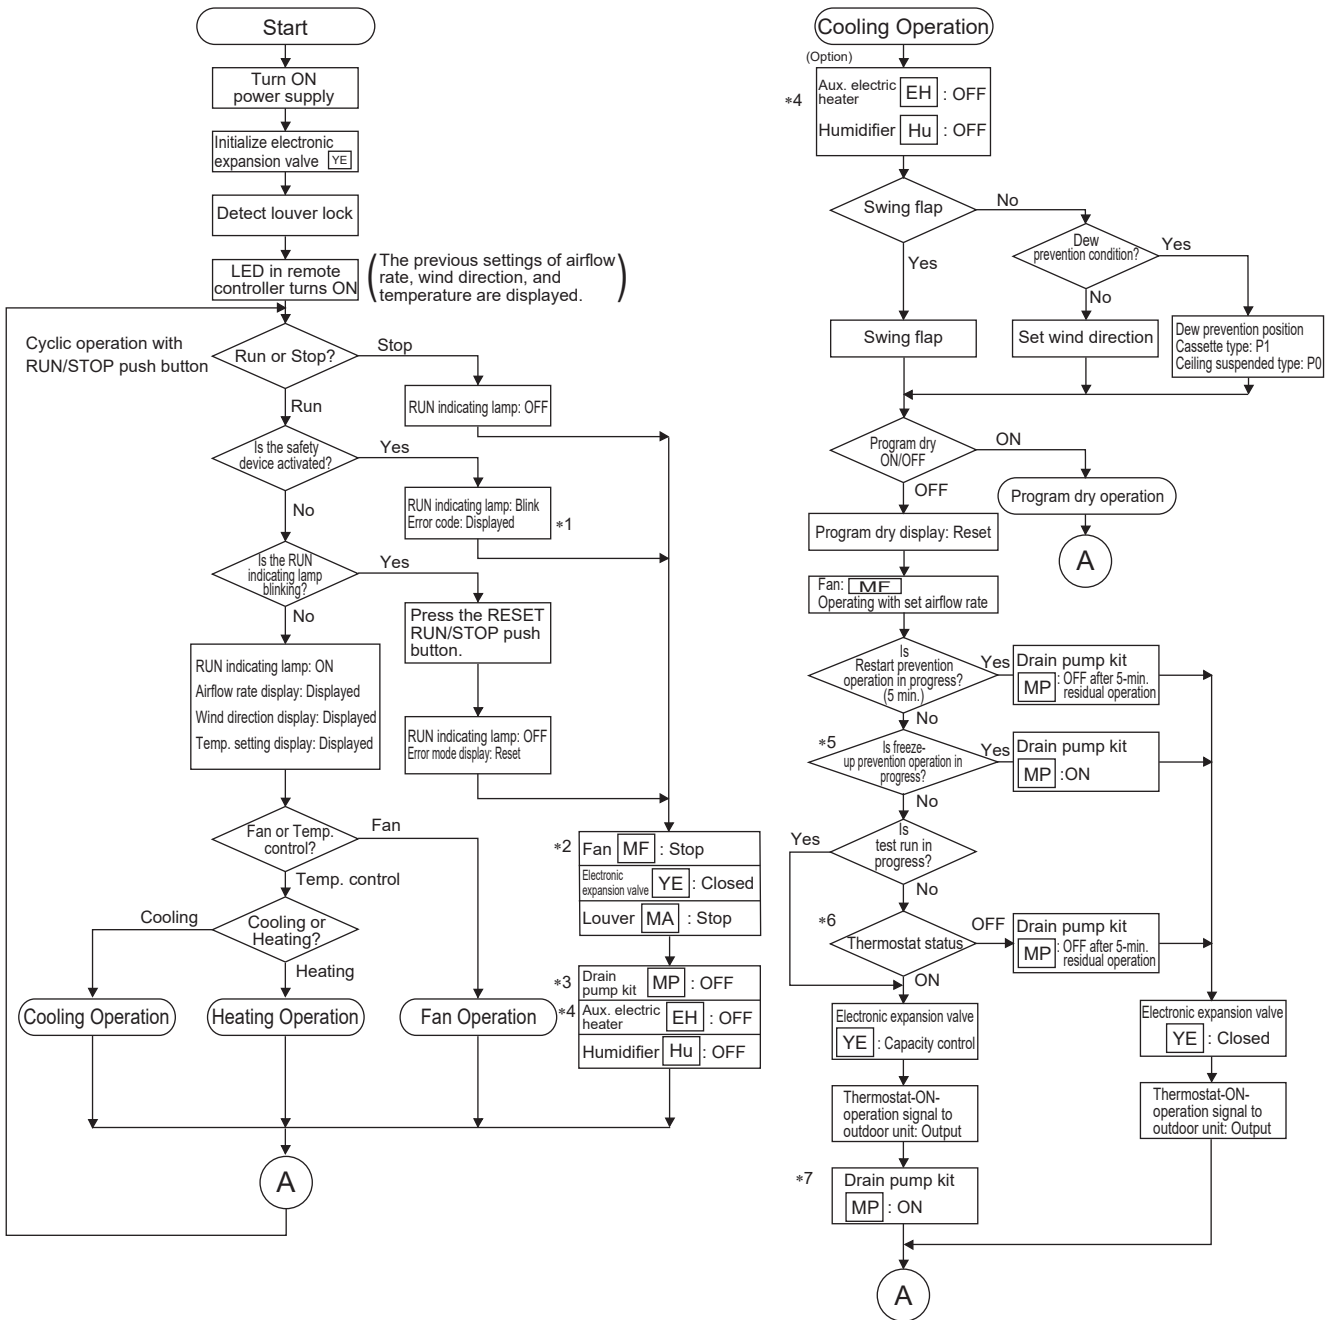 Start
Turn ON
power supply
Initialize electronic
expansion valve YE
Detect louver lock
LED in remote
controller turns ON
(The previous settings of airflow
rate, wind direction, and
temperature are displayed.)
Cyclic operation with
RUN/STOP push button
Run or Stop?
Stop
RUN indicating lamp: OFF
Run
Is the safety
device activated?
Yes
RUN indicating lamp: Blink
Error code: Displayed
*1
No
Is the RUN
indicating lamp
blinking?
Yes
No
Press the RESET
RUN/STOP push
button.
RUN indicating lamp: ON
Airflow rate display: Displayed
Wind direction display: Displayed
Temp. setting display: Displayed
RUN indicating lamp: OFF
Error mode display: Reset
Fan or Temp.
control?
Fan
Temp. control
Cooling or
Heating?
Cooling
Heating
Cooling Operation
Heating Operation
Fan Operation
*2 Fan MF : Stop
Electronic
expansion valve YE : Closed
Louver MA : Stop
*3 Drain
pump kit MP : OFF
*4 Aux. electric
heater EH : OFF
Humidifier Hu : OFF
A
Cooling Operation
(Option)
*4 Aux. electric
heater EH : OFF
Humidifier Hu : OFF
Swing flap
No
Yes
Dew
prevention condition?
Yes
No
Swing flap
Set wind direction
Dew prevention position
Cassette type: P1
Ceiling suspended type: P0
Program dry
ON/OFF
ON
OFF
Program dry operation
A
Program dry display: Reset
Fan: MF
Operating with set airflow rate
Is
Restart prevention
operation in progress?
(5 min.)
Yes
Drain pump kit
MP : OFF after 5-min.
residual operation
No
*5
Is freeze-
up prevention operation in
progress?
Yes
Drain pump kit
MP :ON
No
Is
test run in
progress?
Yes
No
*6
Thermostat status
OFF
Drain pump kit
MP : OFF after 5-min.
residual operation
ON
Electronic expansion valve
YE : Capacity control
Electronic expansion valve
YE : Closed
Thermostat-ON-
operation signal to
outdoor unit: Output
Thermostat-ON-
operation signal to
outdoor unit: Output
*7 Drain pump kit
MP : ON
A